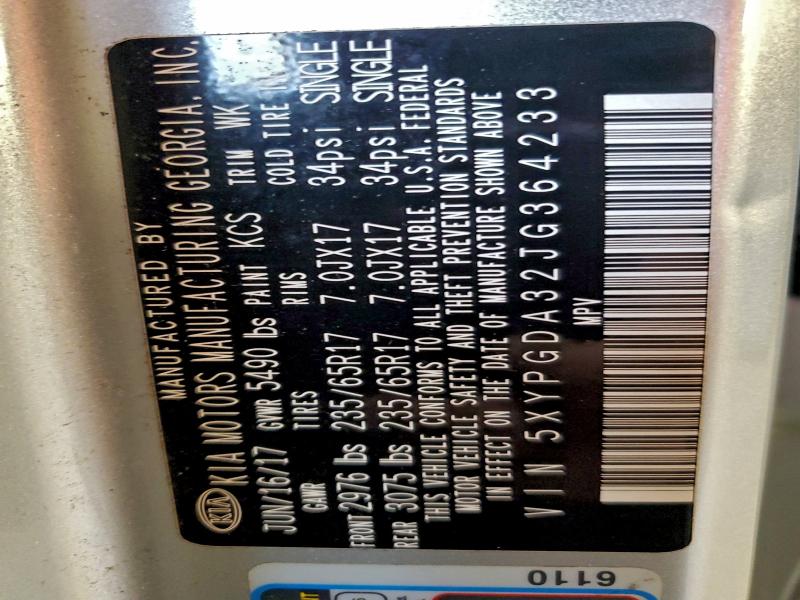 MANUFACTURED BY
KIA KIA MOTORS MANUFACTURING GEORGIA, INC.
JUN/16/17 GVWR 5490 lbs PAINT KCS TRIM WK
GAWR TIRES RIMS COLD TIRE
FRONT 2976 lbs 235/65R17 7.0JX17 34psi SINGLE
REAR 3075 lbs 235/65R17 7.0JX17 34psi SINGLE
THIS VEHICLE CONFORMS TO ALL APPLICABLE U.S.A. FEDERAL
MOTOR VEHICLE SAFETY AND THEFT PREVENTION STANDARDS
IN EFFECT ON THE DATE OF MANUFACTURE SHOWN ABOVE
VIN 5XYPGDA32JG364233
MPV
6110